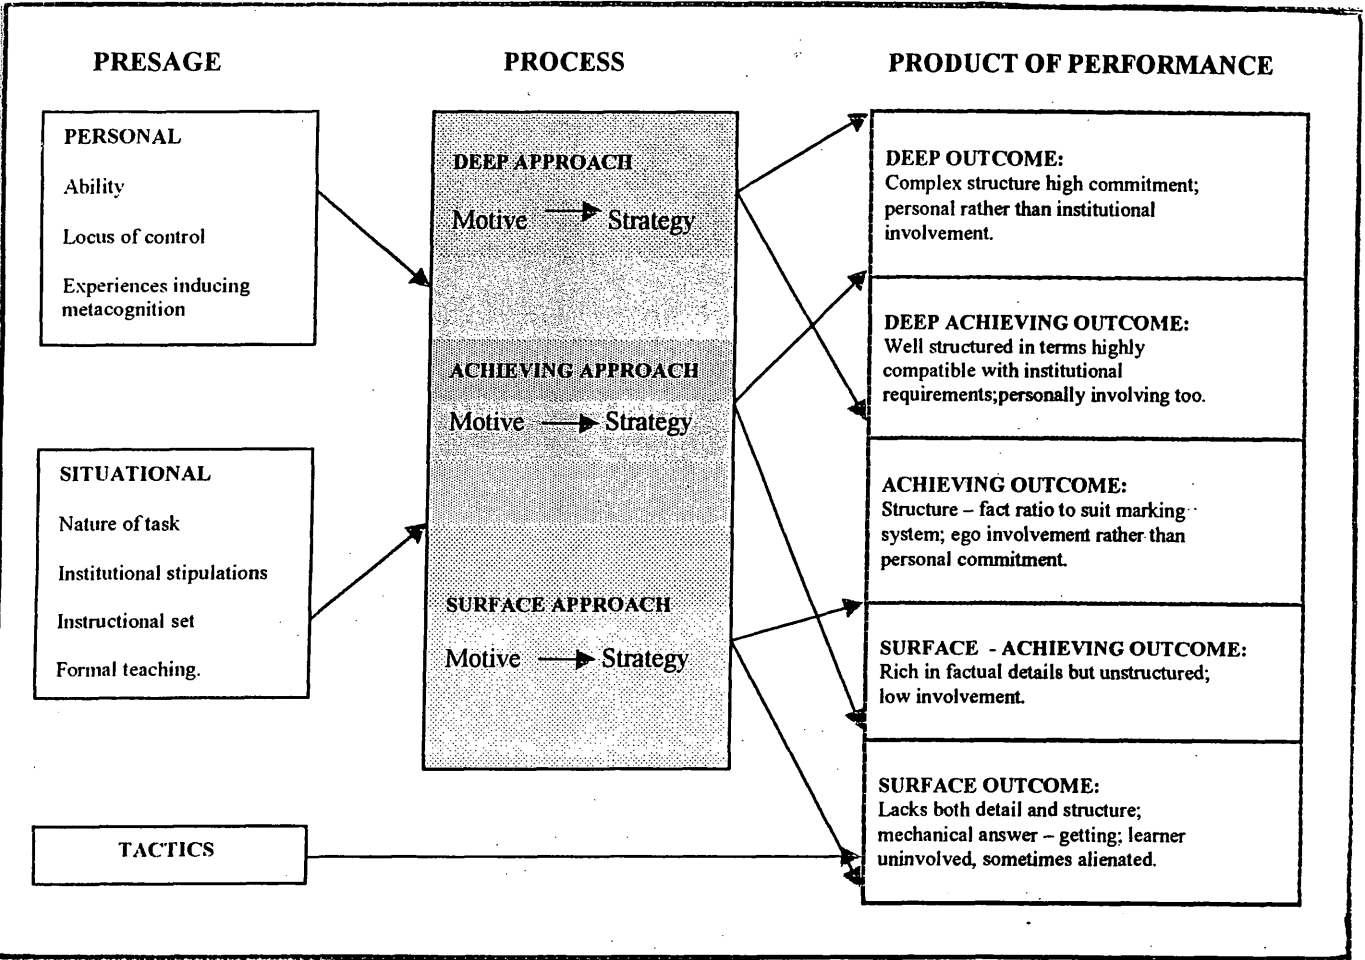 PRESAGE
PROCESS
PRODUCT OF PERFORMANCE
PERSONAL
Ability
Locus of control
Experiences inducing
metacognition
SITUATIONAL
Nature of task
Institutional stipulations
Instructional set
Formal teaching.
TACTICS
DEEP APPROACH
Motive Strategy
ACHIEVING APPROACH
Motive Strategy
SURFACE APPROACH
Motive Strategy
DEEP OUTCOME:
Complex structure high commitment;
personal rather than institutional
involvement.
DEEP ACHIEVING OUTCOME:
Well structured in terms highly
compatible with institutional
requirements;personally involving too.
ACHIEVING OUTCOME:
Structure – fact ratio to suit marking
system; ego involvement rather than
personal commitment.
SURFACE - ACHIEVING OUTCOME:
Rich in factual details but unstructured;
low involvement.
SURFACE OUTCOME:
Lacks both detail and structure;
mechanical answer – getting; learner
uninvolved, sometimes alienated.